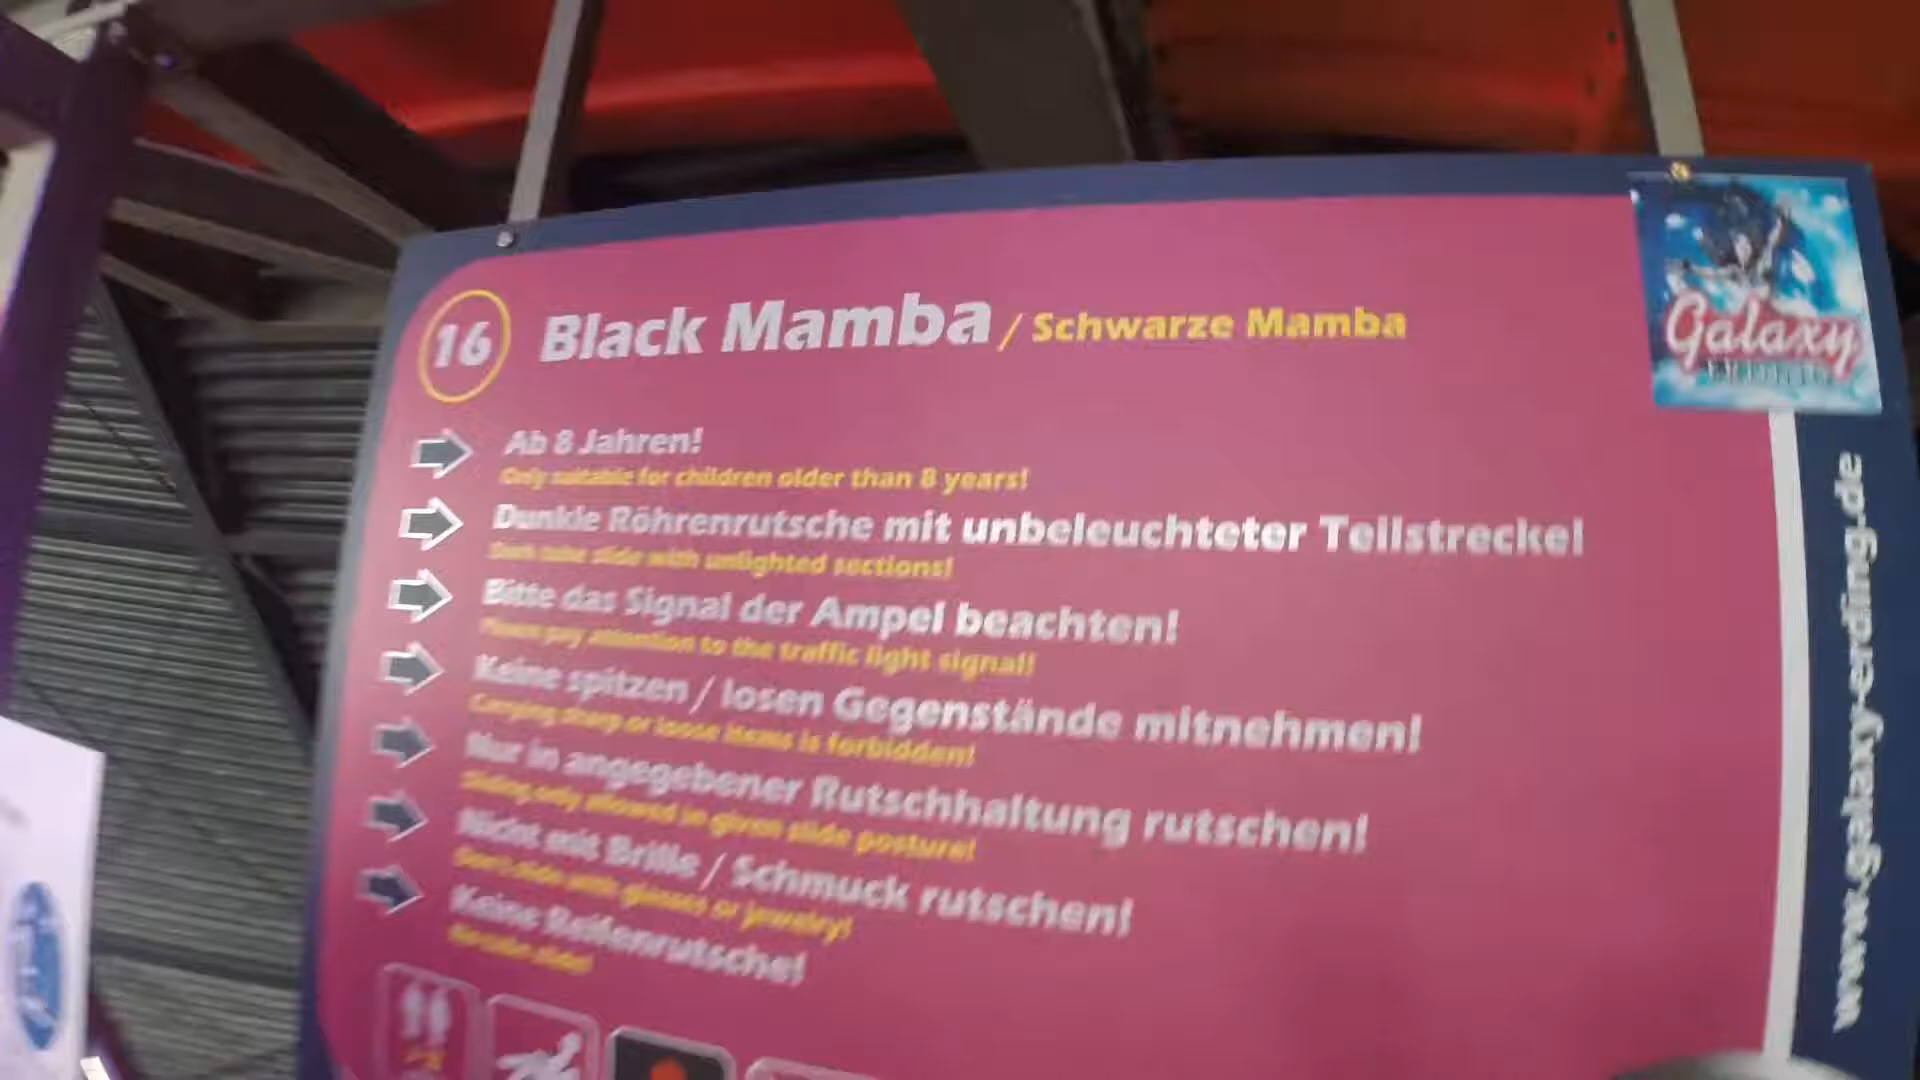 16 Black Mamba / Schwarze Mamba
Galaxy
Ab 8 Jahren!
Only suitable for children older than 8 years!
Dunkle Röhrenrutsche mit unbeleuchteter Teilstrecke!
Dark tube slide with unlighted sections!
Bitte das Signal der Ampel beachten!
Please pay attention to the traffic light signal!
Keine spitzen / losen Gegenstände mitnehmen!
Carrying sharp or loose items is forbidden!
Nur in angegebener Rutschhaltung rutschen!
Sliding only allowed in given slide posture!
Nicht mit Brille / Schmuck rutschen!
Don't slide with glasses or jewelry!
Keine Reifenrutsche!
slide!
www.galaxy-erding.de